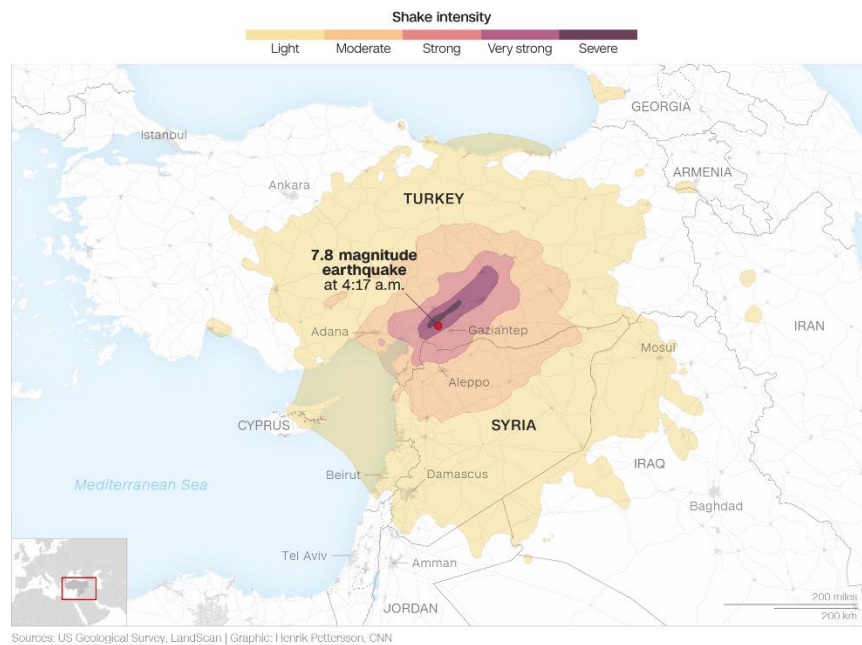 Shake intensity
Light Moderate Strong Very strong Severe
GEORGIA
Istanbul
ARMENIA
Ankara
TURKEY
7.8 magnitude
earthquake
at 4:17 a.m.
Adana
Gaziantep
IRAN
Mosul
Aleppo
CYPRUS
SYRIA
IRAQ
Beirut
Damascus
Mediterranean Sea
Baghdad
Tel Aviv
Amman
200 miles
JORDAN
200 km
Sources: US Geological Survey, LandScan | Graphic: Henrik Pettersson, CNN